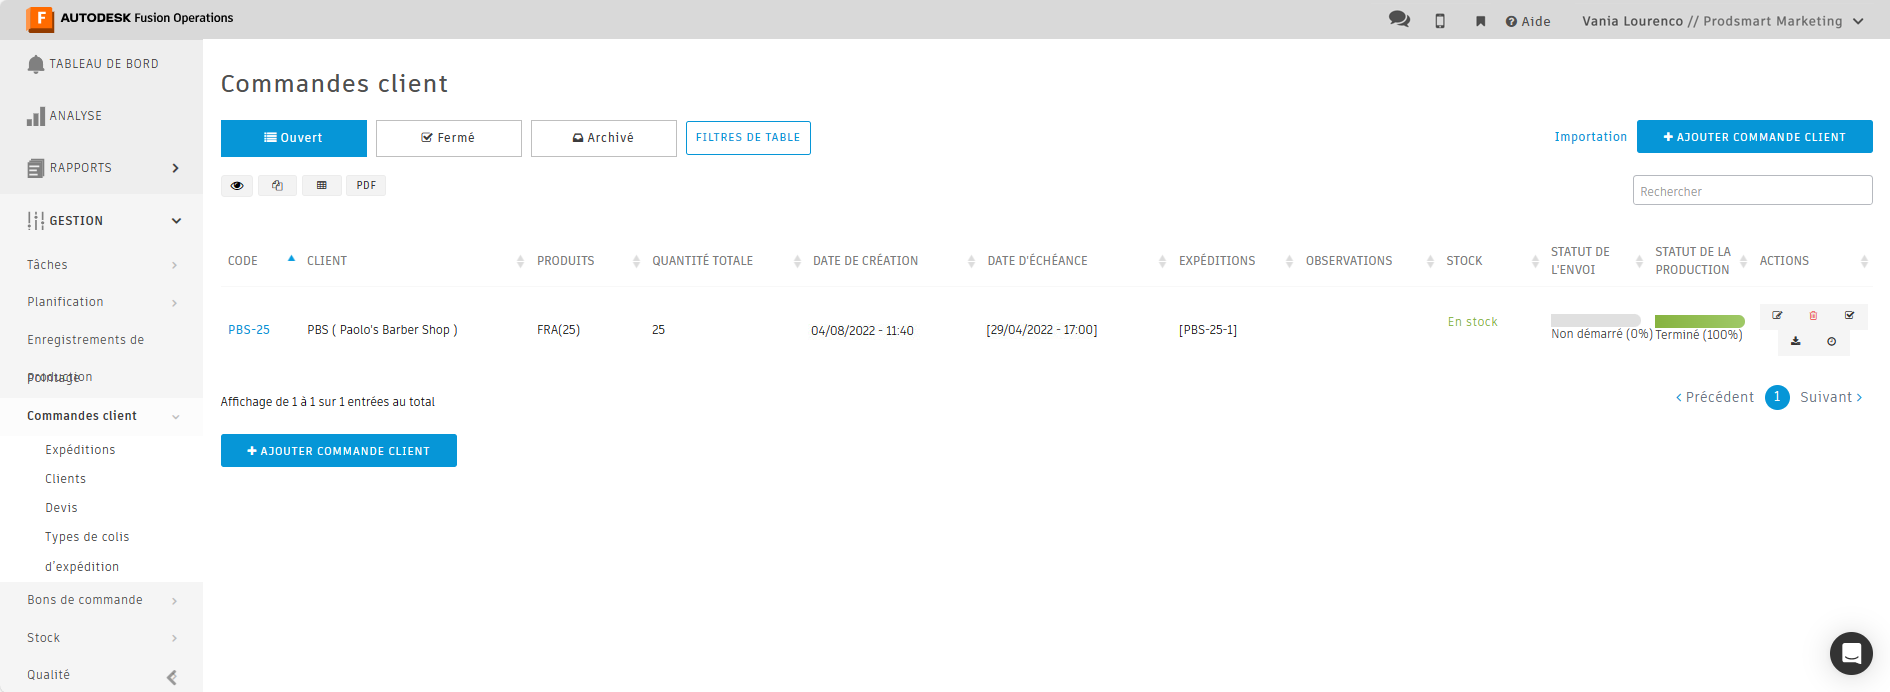 AUTODESK Fusion Operations
Aide
Vania Lourenco // Prodsmart Marketing
TABLEAU DE BORD
ANALYSE
RAPPORTS
GESTION
Tâches
Planification
Enregistrements de
production
Pointage
Commandes client
Expéditions
Clients
Devis
Types de colis
d'expédition
Bons de commande
Stock
Qualité
Commandes client
Ouvert
Fermé
Archivé
FILTRES DE TABLE
Importation
AJOUTER COMMANDE CLIENT
PDF
Rechercher
CODE CLIENT PRODUITS QUANTITÉ TOTALE DATE DE CRÉATION DATE D'ÉCHÉANCE EXPÉDITIONS OBSERVATIONS STOCK STATUT DE L'ENVOI STATUT DE LA PRODUCTION ACTIONS
PBS-25 PBS ( Paolo's Barber Shop ) FRA(25) 25 04/08/2022 - 11:40 [29/04/2022 - 17:00] [PBS-25-1] En stock Non démarré (0%) Terminé (100%)
Affichage de 1 à 1 sur 1 entrées au total
Précédent 1 Suivant
AJOUTER COMMANDE CLIENT